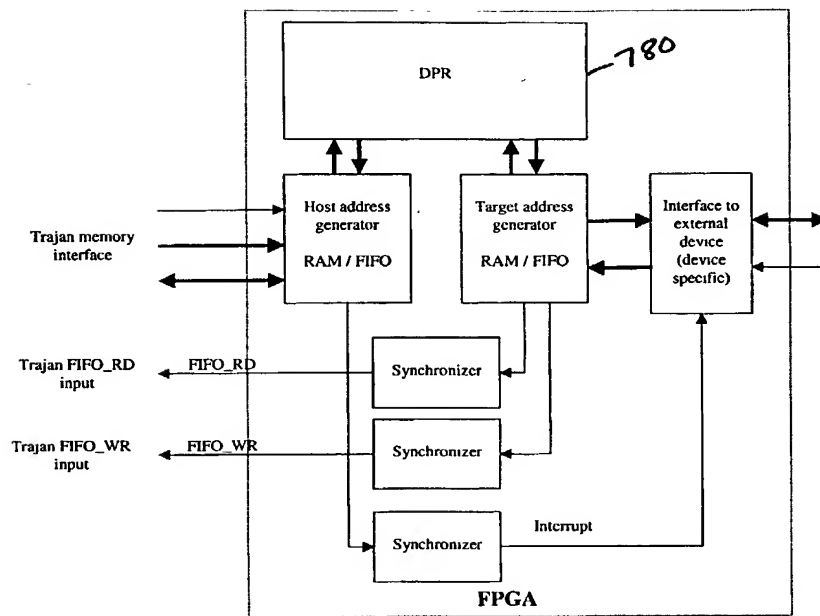 DPR
780
Host address
generator
RAM / FIFO
Target address
generator
RAM / FIFO
Interface to
external
device
(device
specific)
Trajan memory
interface
Trajan FIFO_RD
input
FIFO_RD
Synchronizer
Trajan FIFO_WR
input
FIFO_WR
Synchronizer
Synchronizer
Interrupt
FPGA